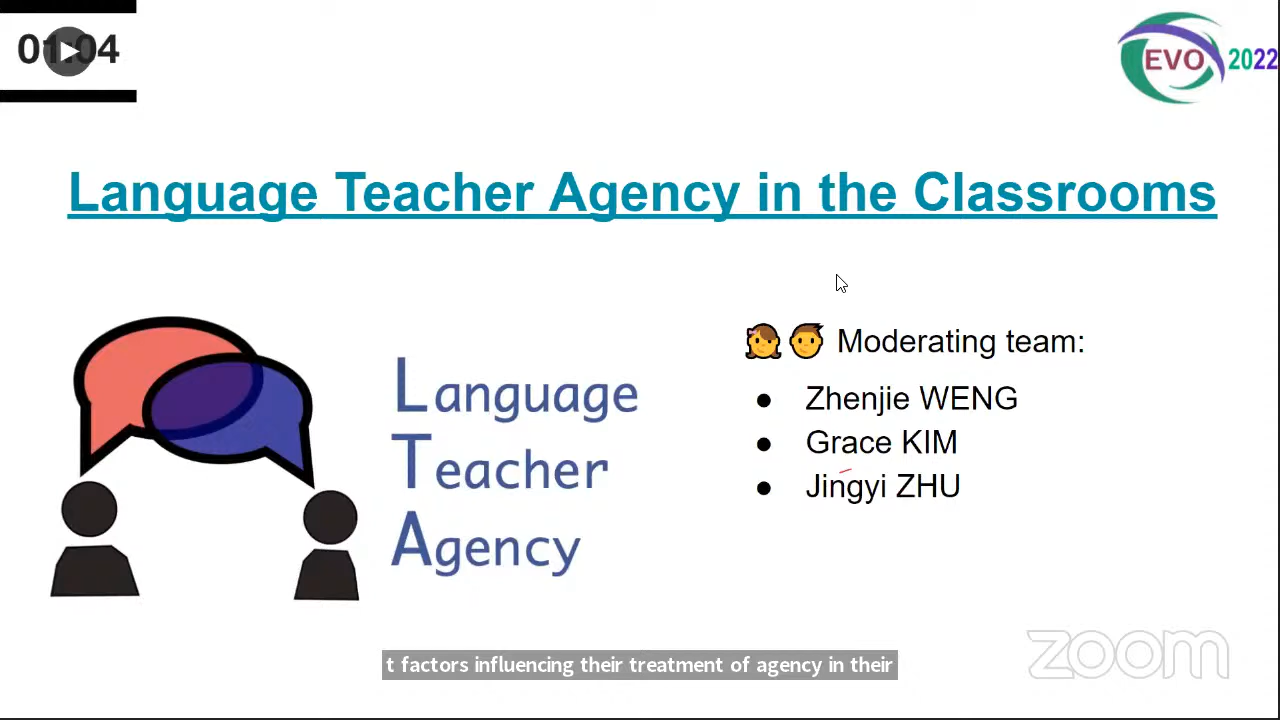 01:04
EVO 2022
Language Teacher Agency in the Classrooms
Language
Teacher
Agency
Moderating team:
Zhenjie WENG
Grace KIM
Jingyi ZHU
t factors influencing their treatment of agency in their
zoom